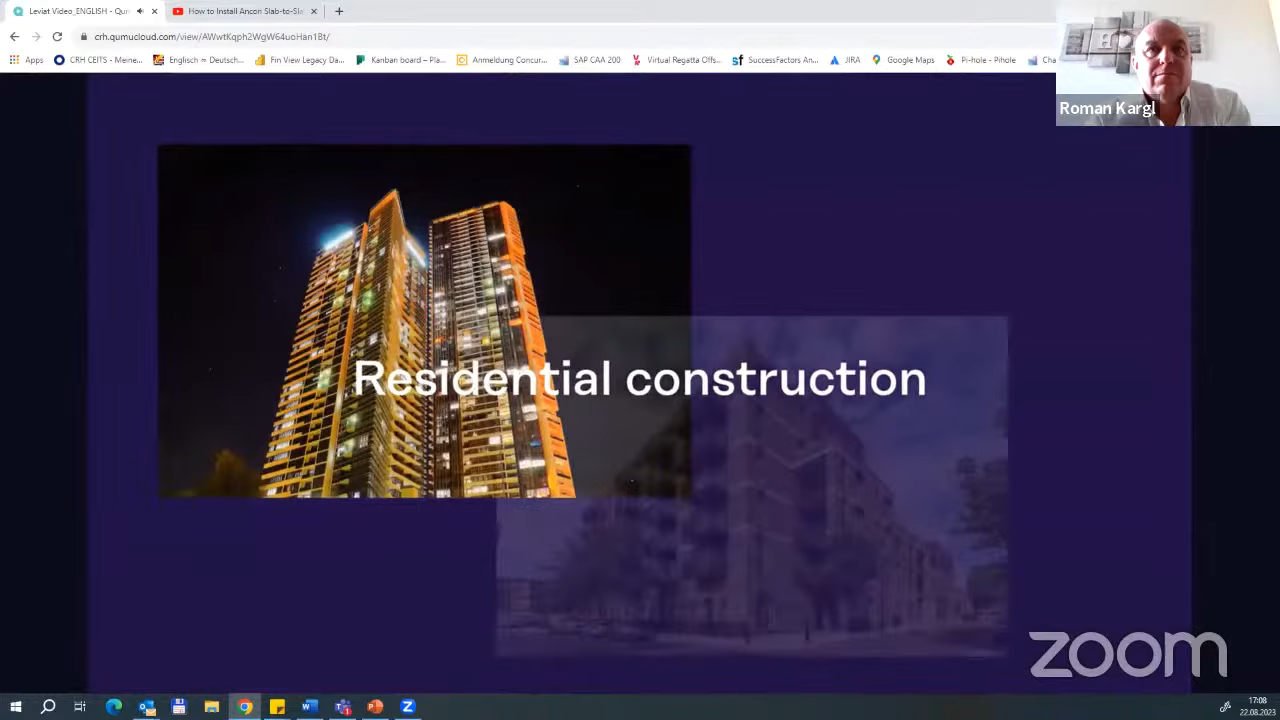 Leviat Video_ENGLISH - Qu
How to Install Ancon Slab-to-Sla
crh.qumucloud.com/view/AWwtKqph2WgW64uoHan1Bt/
Apps
CRH CEITS - Meine...
Englisch ⇔ Deutsch...
Fin View Legacy Da...
Kanban board
Anmeldung Concur...
SAP CAA 200
Virtual Regatta Offs...
SuccessFactors An...
JIRA
Google Maps
Pi-hole - Pihole
Cha
Roman Kargl
Residential construction
zoom
17:08
22.08.2023